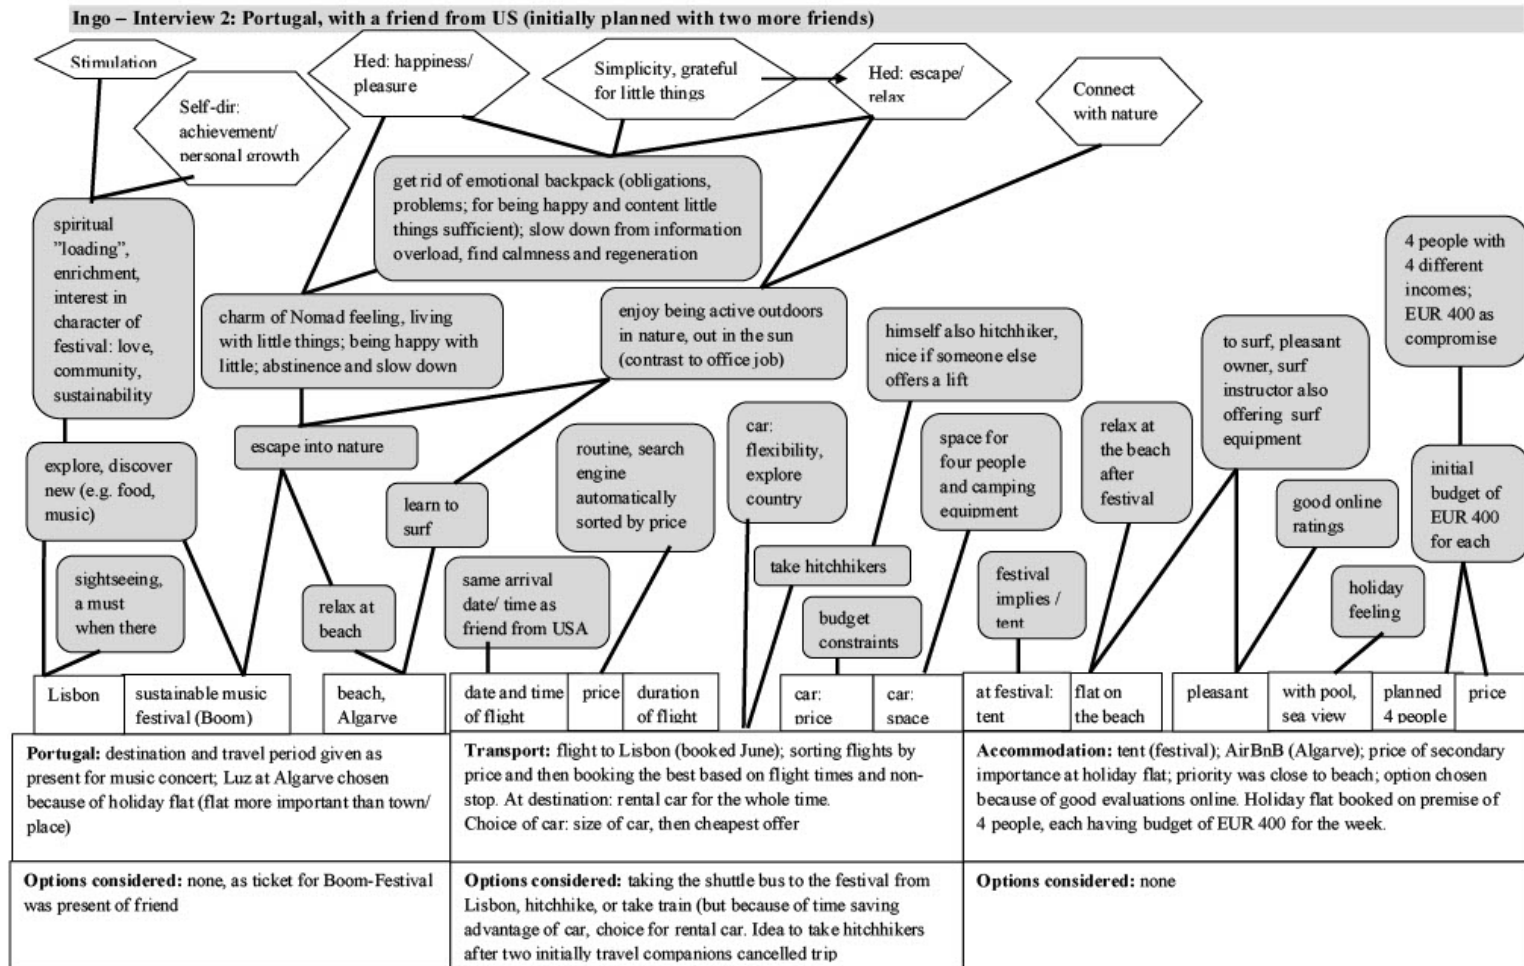 Ingo – Interview 2: Portugal, with a friend from US (initially planned with two more friends)
Stimulation
Self-dir:
achievement/
personal growth
Hed: happiness/
pleasure
Simplicity, grateful
for little things
Hed: escape/
relax
Connect
with nature
get rid of emotional backpack (obligations,
problems; for being happy and content little
things sufficient); slow down from information
overload, find calmness and regeneration
spiritual
”loading”,
enrichment,
interest in
character of
festival: love,
community,
sustainability
charm of Nomad feeling, living
with little things; being happy with
little; abstinence and slow down
enjoy being active outdoors
in nature, out in the sun
(contrast to office job)
himself also hitchhiker,
nice if someone else
offers a lift
to surf, pleasant
owner, surf
instructor also
offering surf
equipment
4 people with
4 different
incomes;
EUR 400 as
compromise
explore, discover
new (e.g. food,
music)
escape into nature
learn to
surf
routine, search
engine
automatically
sorted by price
car:
flexibility,
explore
country
space for
four people
and camping
equipment
relax at
the beach
after
festival
good online
ratings
initial
budget of
EUR 400
for each
sightseeing,
a must
when there
relax at
beach
same arrival
date/ time as
friend from USA
take hitchhikers
budget
constraints
festival
implies /
tent
holiday
feeling
Lisbon
sustainable music
festival (Boom)
beach,
Algarve
date and time
of flight
price
duration
of flight
car:
price
car:
space
at festival:
tent
flat on
the beach
pleasant
with pool,
sea view
planned
4 people
price
Portugal: destination and travel period given as
present for music concert; Luz at Algarve chosen
because of holiday flat (flat more important than town/
place)
Transport: flight to Lisbon (booked June); sorting flights by
price and then booking the best based on flight times and non-
stop. At destination: rental car for the whole time.
Choice of car: size of car, then cheapest offer
Accommodation: tent (festival); AirBnB (Algarve); price of secondary
importance at holiday flat; priority was close to beach; option chosen
because of good evaluations online. Holiday flat booked on premise of
4 people, each having budget of EUR 400 for the week.
Options considered: none, as ticket for Boom-Festival
was present of friend
Options considered: taking the shuttle bus to the festival from
Lisbon, hitchhike, or take train (but because of time saving
advantage of car, choice for rental car. Idea to take hitchhikers
after two initially travel companions cancelled trip
Options considered: none